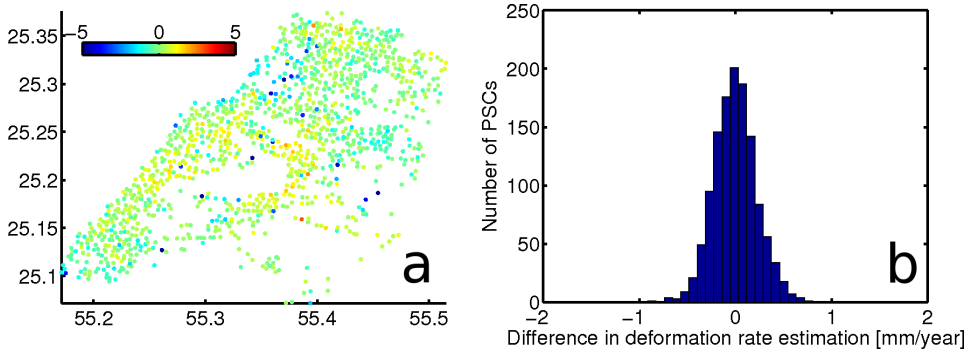 −5 0 5
25.35
25.3
25.25
25.2
25.15
25.1
55.2 55.3 55.4 55.5
a
250
200
150
100
50
0
−2 −1 0 1 2
Number of PSCs
Difference in deformation rate estimation [mm/year]
b